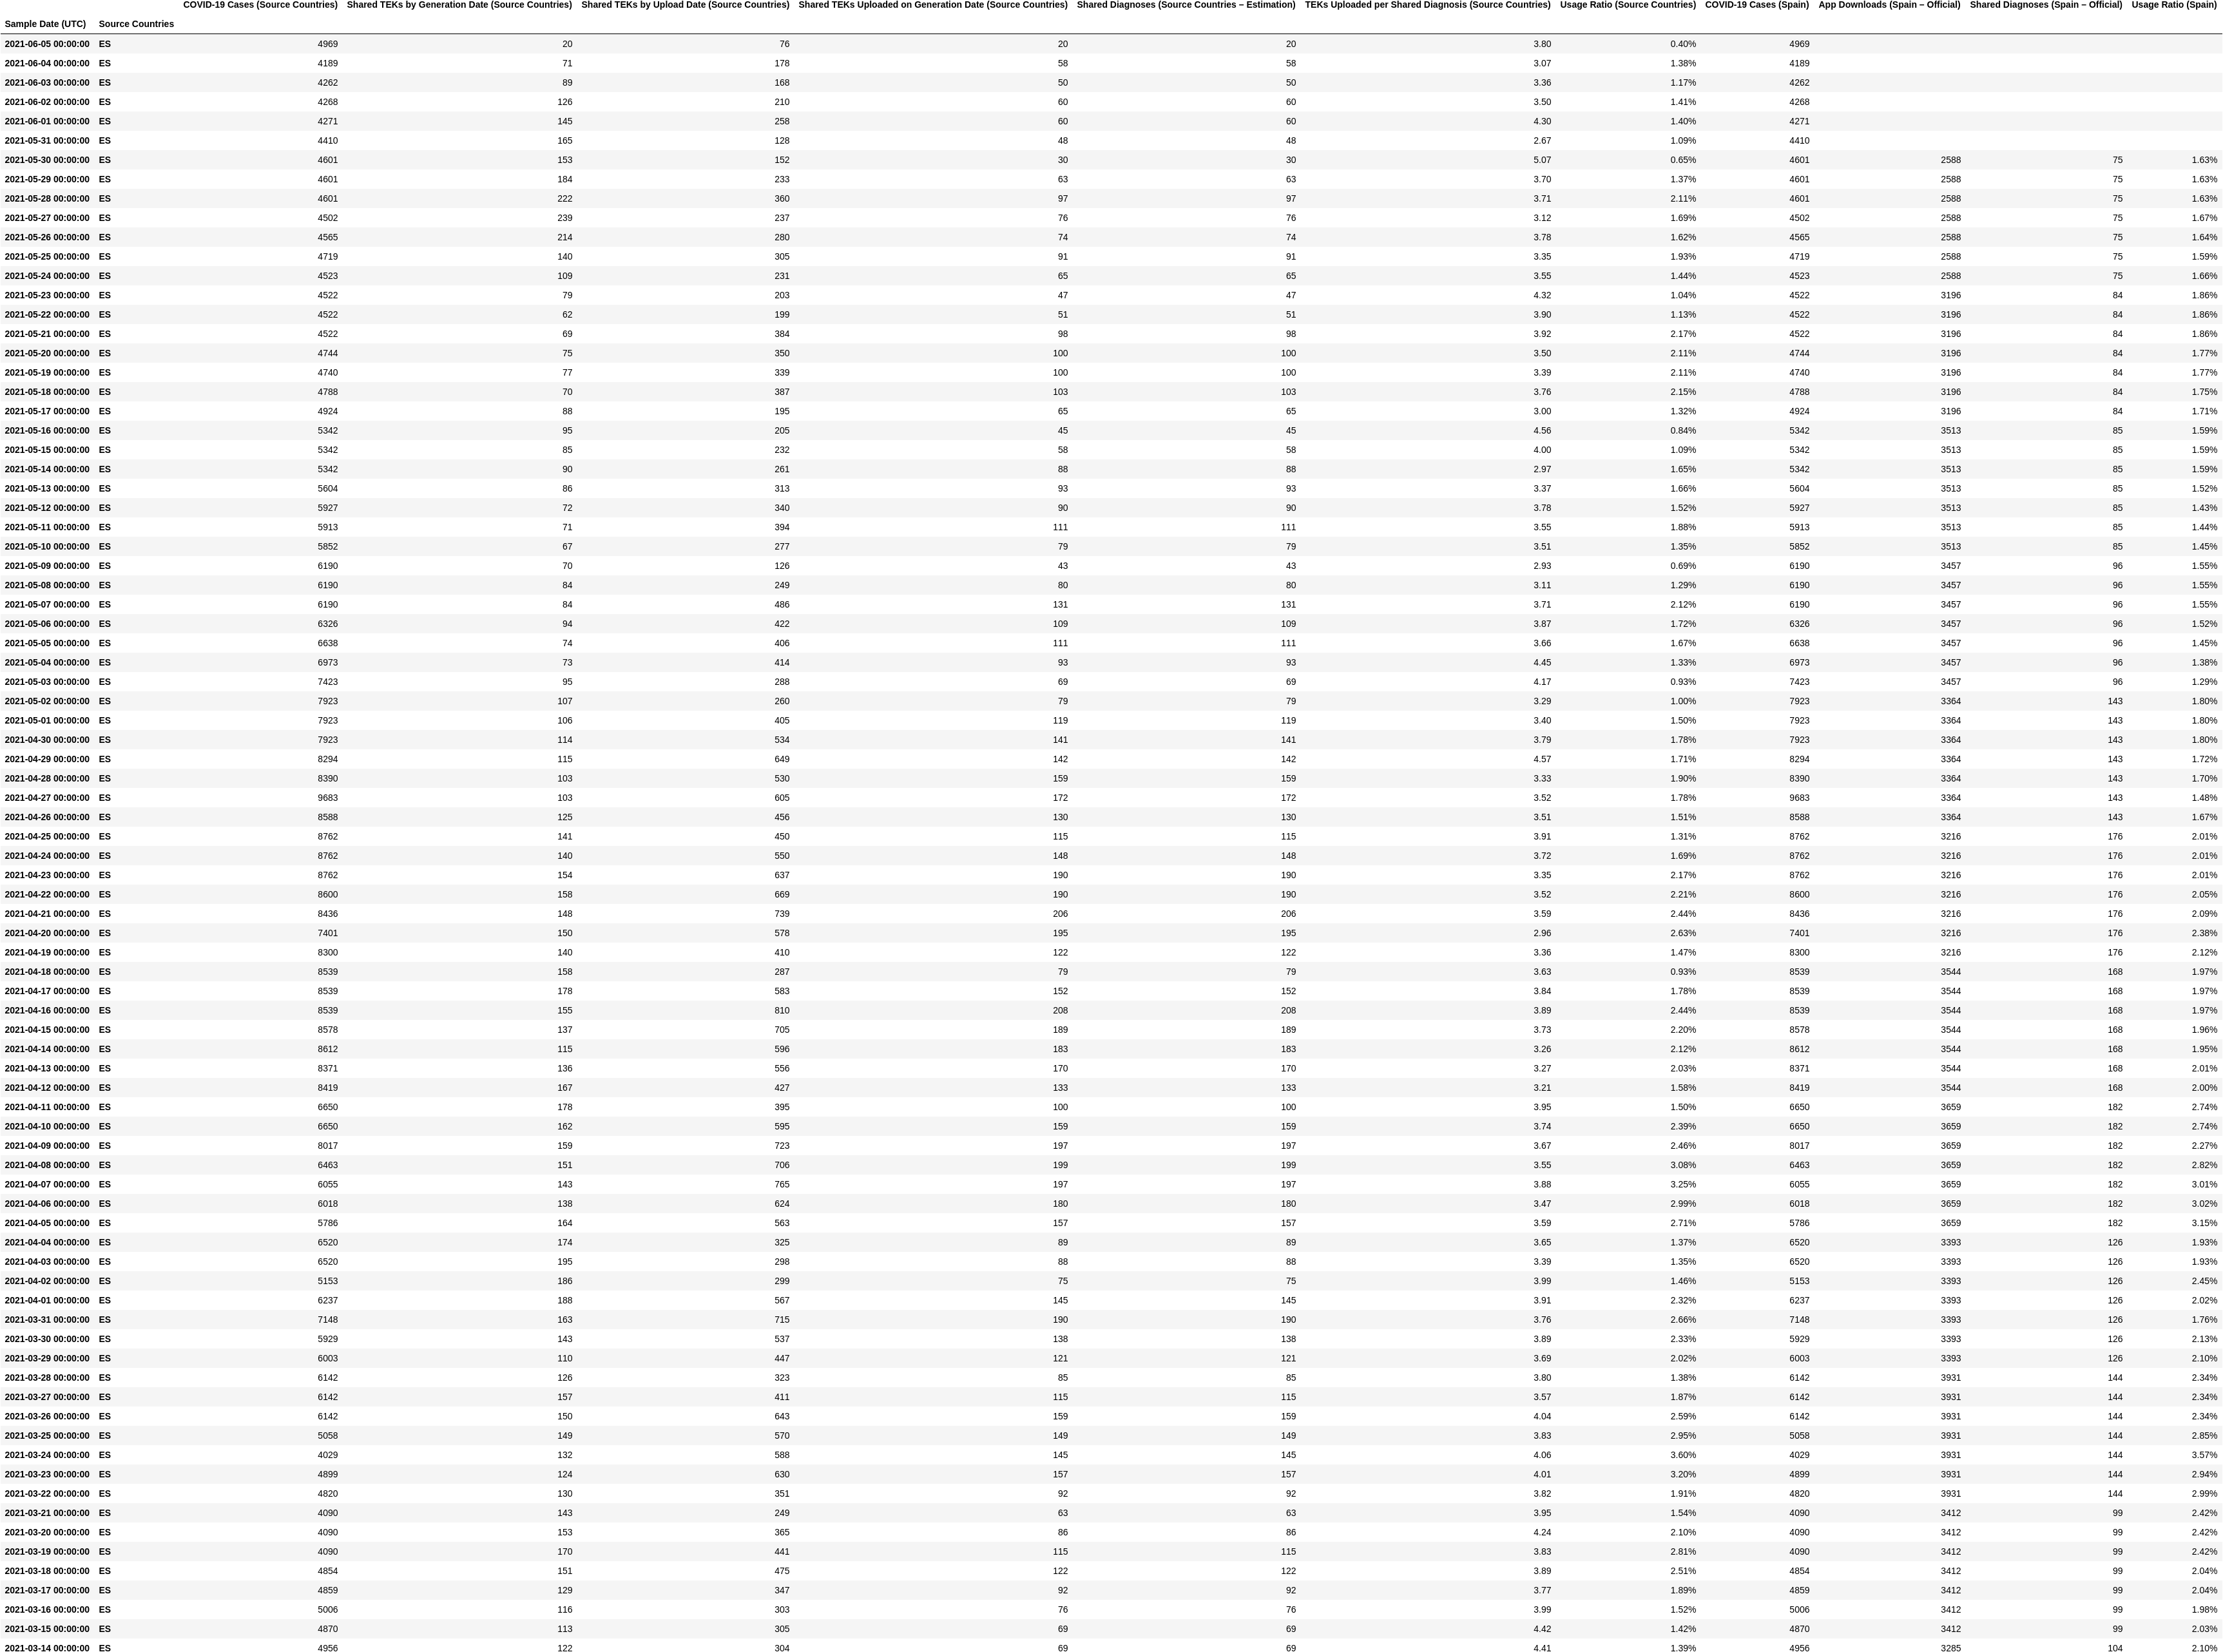 COVID-19 Cases (Source Countries) Shared TEKs by Generation Date (Source Countries) Shared TEKs by Upload Date (Source Countries) Shared TEKs Uploaded on Generation Date (Source Countries) Shared Diagnoses (Source Countries – Estimation) TEKs Uploaded per Shared Diagnosis (Source Countries) Usage Ratio (Source Countries) COVID-19 Cases (Spain) App Downloads (Spain – Official) Shared Diagnoses (Spain – Official) Usage Ratio (Spain)
Sample Date (UTC) Source Countries
2021-06-05 00:00:00 ES 4969 20 76 20 20 3.80 0.40% 4969
2021-06-04 00:00:00 ES 4189 71 178 58 58 3.07 1.38% 4189
2021-06-03 00:00:00 ES 4262 89 168 50 50 3.36 1.17% 4262
2021-06-02 00:00:00 ES 4268 126 210 60 60 3.50 1.41% 4268
2021-06-01 00:00:00 ES 4271 145 258 60 60 4.30 1.40% 4271
2021-05-31 00:00:00 ES 4410 165 128 48 48 2.67 1.09% 4410
2021-05-30 00:00:00 ES 4601 153 152 30 30 5.07 0.65% 4601 2588 75 1.63%
2021-05-29 00:00:00 ES 4601 184 233 63 63 3.70 1.37% 4601 2588 75 1.63%
2021-05-28 00:00:00 ES 4601 222 360 97 97 3.71 2.11% 4601 2588 75 1.63%
2021-05-27 00:00:00 ES 4502 239 237 76 76 3.12 1.69% 4502 2588 75 1.67%
2021-05-26 00:00:00 ES 4565 214 280 74 74 3.78 1.62% 4565 2588 75 1.64%
2021-05-25 00:00:00 ES 4719 140 305 91 91 3.35 1.93% 4719 2588 75 1.59%
2021-05-24 00:00:00 ES 4523 109 231 65 65 3.55 1.44% 4523 2588 75 1.66%
2021-05-23 00:00:00 ES 4522 79 203 47 47 4.32 1.04% 4522 3196 84 1.86%
2021-05-22 00:00:00 ES 4522 62 199 51 51 3.90 1.13% 4522 3196 84 1.86%
2021-05-21 00:00:00 ES 4522 69 384 98 98 3.92 2.17% 4522 3196 84 1.86%
2021-05-20 00:00:00 ES 4744 75 350 100 100 3.50 2.11% 4744 3196 84 1.77%
2021-05-19 00:00:00 ES 4740 77 339 100 100 3.39 2.11% 4740 3196 84 1.77%
2021-05-18 00:00:00 ES 4788 70 387 103 103 3.76 2.15% 4788 3196 84 1.75%
2021-05-17 00:00:00 ES 4924 88 195 65 65 3.00 1.32% 4924 3196 84 1.71%
2021-05-16 00:00:00 ES 5342 95 205 45 45 4.56 0.84% 5342 3513 85 1.59%
2021-05-15 00:00:00 ES 5342 85 232 58 58 4.00 1.09% 5342 3513 85 1.59%
2021-05-14 00:00:00 ES 5342 90 261 88 88 2.97 1.65% 5342 3513 85 1.59%
2021-05-13 00:00:00 ES 5604 86 313 93 93 3.37 1.66% 5604 3513 85 1.52%
2021-05-12 00:00:00 ES 5927 72 340 90 90 3.78 1.52% 5927 3513 85 1.43%
2021-05-11 00:00:00 ES 5913 71 394 111 111 3.55 1.88% 5913 3513 85 1.44%
2021-05-10 00:00:00 ES 5852 67 277 79 79 3.51 1.35% 5852 3513 85 1.45%
2021-05-09 00:00:00 ES 6190 70 126 43 43 2.93 0.69% 6190 3457 96 1.55%
2021-05-08 00:00:00 ES 6190 84 249 80 80 3.11 1.29% 6190 3457 96 1.55%
2021-05-07 00:00:00 ES 6190 84 486 131 131 3.71 2.12% 6190 3457 96 1.55%
2021-05-06 00:00:00 ES 6326 94 422 109 109 3.87 1.72% 6326 3457 96 1.52%
2021-05-05 00:00:00 ES 6638 74 406 111 111 3.66 1.67% 6638 3457 96 1.45%
2021-05-04 00:00:00 ES 6973 73 414 93 93 4.45 1.33% 6973 3457 96 1.38%
2021-05-03 00:00:00 ES 7423 95 288 69 69 4.17 0.93% 7423 3457 96 1.29%
2021-05-02 00:00:00 ES 7923 107 260 79 79 3.29 1.00% 7923 3364 143 1.80%
2021-05-01 00:00:00 ES 7923 106 405 119 119 3.40 1.50% 7923 3364 143 1.80%
2021-04-30 00:00:00 ES 7923 114 534 141 141 3.79 1.78% 7923 3364 143 1.80%
2021-04-29 00:00:00 ES 8294 115 649 142 142 4.57 1.71% 8294 3364 143 1.72%
2021-04-28 00:00:00 ES 8390 103 530 159 159 3.33 1.90% 8390 3364 143 1.70%
2021-04-27 00:00:00 ES 9683 103 605 172 172 3.52 1.78% 9683 3364 143 1.48%
2021-04-26 00:00:00 ES 8588 125 456 130 130 3.51 1.51% 8588 3364 143 1.67%
2021-04-25 00:00:00 ES 8762 141 450 115 115 3.91 1.31% 8762 3216 176 2.01%
2021-04-24 00:00:00 ES 8762 140 550 148 148 3.72 1.69% 8762 3216 176 2.01%
2021-04-23 00:00:00 ES 8762 154 637 190 190 3.35 2.17% 8762 3216 176 2.01%
2021-04-22 00:00:00 ES 8600 158 669 190 190 3.52 2.21% 8600 3216 176 2.05%
2021-04-21 00:00:00 ES 8436 148 739 206 206 3.59 2.44% 8436 3216 176 2.09%
2021-04-20 00:00:00 ES 7401 150 578 195 195 2.96 2.63% 7401 3216 176 2.38%
2021-04-19 00:00:00 ES 8300 140 410 122 122 3.36 1.47% 8300 3216 176 2.12%
2021-04-18 00:00:00 ES 8539 158 287 79 79 3.63 0.93% 8539 3544 168 1.97%
2021-04-17 00:00:00 ES 8539 178 583 152 152 3.84 1.78% 8539 3544 168 1.97%
2021-04-16 00:00:00 ES 8539 155 810 208 208 3.89 2.44% 8539 3544 168 1.97%
2021-04-15 00:00:00 ES 8578 137 705 189 189 3.73 2.20% 8578 3544 168 1.96%
2021-04-14 00:00:00 ES 8612 115 596 183 183 3.26 2.12% 8612 3544 168 1.95%
2021-04-13 00:00:00 ES 8371 136 556 170 170 3.27 2.03% 8371 3544 168 2.01%
2021-04-12 00:00:00 ES 8419 167 427 133 133 3.21 1.58% 8419 3544 168 2.00%
2021-04-11 00:00:00 ES 6650 178 395 100 100 3.95 1.50% 6650 3659 182 2.74%
2021-04-10 00:00:00 ES 6650 162 595 159 159 3.74 2.39% 6650 3659 182 2.74%
2021-04-09 00:00:00 ES 8017 159 723 197 197 3.67 2.46% 8017 3659 182 2.27%
2021-04-08 00:00:00 ES 6463 151 706 199 199 3.55 3.08% 6463 3659 182 2.82%
2021-04-07 00:00:00 ES 6055 143 765 197 197 3.88 3.25% 6055 3659 182 3.01%
2021-04-06 00:00:00 ES 6018 138 624 180 180 3.47 2.99% 6018 3659 182 3.02%
2021-04-05 00:00:00 ES 5786 164 563 157 157 3.59 2.71% 5786 3659 182 3.15%
2021-04-04 00:00:00 ES 6520 174 325 89 89 3.65 1.37% 6520 3393 126 1.93%
2021-04-03 00:00:00 ES 6520 195 298 88 88 3.39 1.35% 6520 3393 126 1.93%
2021-04-02 00:00:00 ES 5153 186 299 75 75 3.99 1.46% 5153 3393 126 2.45%
2021-04-01 00:00:00 ES 6237 188 567 145 145 3.91 2.32% 6237 3393 126 2.02%
2021-03-31 00:00:00 ES 7148 163 715 190 190 3.76 2.66% 7148 3393 126 1.76%
2021-03-30 00:00:00 ES 5929 143 537 138 138 3.89 2.33% 5929 3393 126 2.13%
2021-03-29 00:00:00 ES 6003 110 447 121 121 3.69 2.02% 6003 3393 126 2.10%
2021-03-28 00:00:00 ES 6142 126 323 85 85 3.80 1.38% 6142 3931 144 2.34%
2021-03-27 00:00:00 ES 6142 157 411 115 115 3.57 1.87% 6142 3931 144 2.34%
2021-03-26 00:00:00 ES 6142 150 643 159 159 4.04 2.59% 6142 3931 144 2.34%
2021-03-25 00:00:00 ES 5058 149 570 149 149 3.83 2.95% 5058 3931 144 2.85%
2021-03-24 00:00:00 ES 4029 132 588 145 145 4.06 3.60% 4029 3931 144 3.57%
2021-03-23 00:00:00 ES 4899 124 630 157 157 4.01 3.20% 4899 3931 144 2.94%
2021-03-22 00:00:00 ES 4820 130 351 92 92 3.82 1.91% 4820 3931 144 2.99%
2021-03-21 00:00:00 ES 4090 143 249 63 63 3.95 1.54% 4090 3412 99 2.42%
2021-03-20 00:00:00 ES 4090 153 365 86 86 4.24 2.10% 4090 3412 99 2.42%
2021-03-19 00:00:00 ES 4090 170 441 115 115 3.83 2.81% 4090 3412 99 2.42%
2021-03-18 00:00:00 ES 4854 151 475 122 122 3.89 2.51% 4854 3412 99 2.04%
2021-03-17 00:00:00 ES 4859 129 347 92 92 3.77 1.89% 4859 3412 99 2.04%
2021-03-16 00:00:00 ES 5006 116 303 76 76 3.99 1.52% 5006 3412 99 1.98%
2021-03-15 00:00:00 ES 4870 113 305 69 69 4.42 1.42% 4870 3412 99 2.03%
2021-03-14 00:00:00 ES 4956 122 304 69 69 4.41 1.39% 4956 3285 104 2.10%